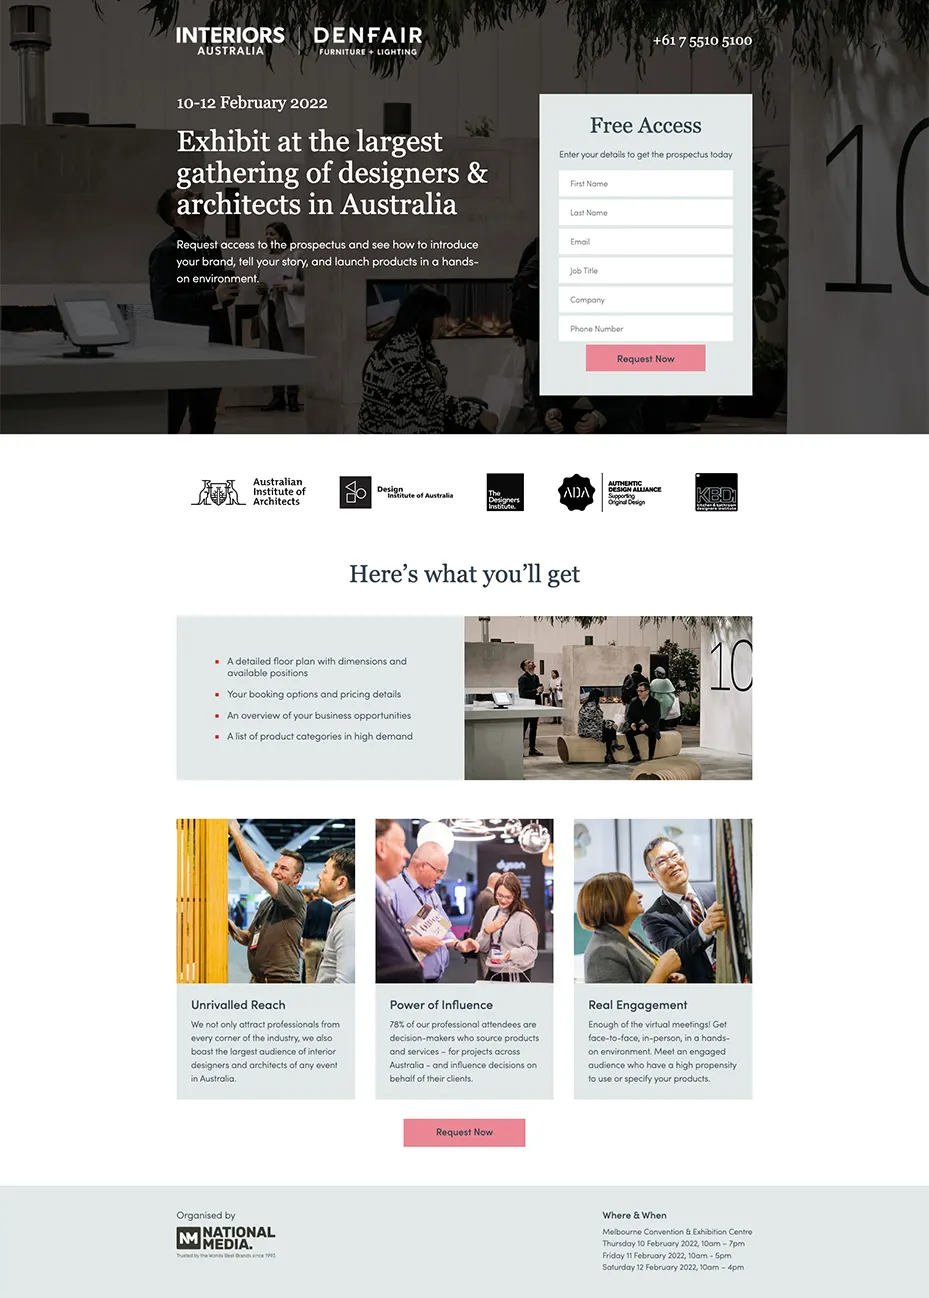 INTERIORS
AUSTRALIA
DENFAIR
FURNITURE + LIGHTING
+61 7 5510 5100
10-12 February 2022
Exhibit at the largest
gathering of designers &
architects in Australia
Request access to the prospectus and see how to introduce
your brand, tell your story, and launch products in a hands-
on environment.
Free Access
Enter your details to get the prospectus today
First Name
Last Name
Email
Job Title
Company
Phone Number
Request Now
10
Australian
Institute of
Architects
Design
Institute of Australia
The
Designers
Institute.
ADA
AUTHENTIC
DESIGN ALLIANCE
Supporting
Original Design
KBDi
kitchen & bathroom
designers institute
Here’s what you’ll get
A detailed floor plan with dimensions and
available positions
Your booking options and pricing details
An overview of your business opportunities
A list of product categories in high demand
10
dyson
Unrivalled Reach
We not only attract professionals from
every corner of the industry, we also
boast the largest audience of interior
designers and architects of any event
in Australia.
Power of Influence
78% of our professional attendees are
decision-makers who source products
and services – for projects across
Australia - and influence decisions on
behalf of their clients.
Real Engagement
Enough of the virtual meetings! Get
face-to-face, in-person, in a hands-
on environment. Meet an engaged
audience who have a high propensity
to use or specify your products.
Request Now
Organised by
NM NATIONAL
MEDIA.
Trusted by the Worlds Best Brands since 1993
Where & When
Melbourne Convention & Exhibition Centre
Thursday 10 February 2022, 10am – 7pm
Friday 11 February 2022, 10am - 5pm
Saturday 12 February 2022, 10am – 4pm